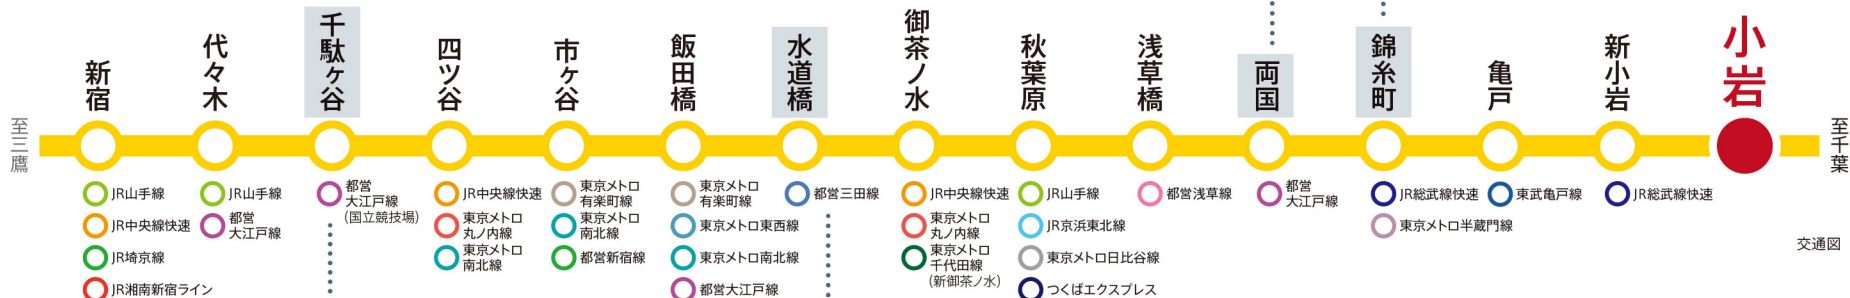 新宿
代々木
千駄ヶ谷
四ツ谷
市ヶ谷
飯田橋
水道橋
御茶ノ水
秋葉原
浅草橋
両国
錦糸町
亀戸
新小岩
小岩
至三鷹
至千葉
JR山手線
JR中央線快速
JR埼京線
JR湘南新宿ライン
JR山手線
都営
大江戸線
都営
大江戸線
(国立競技場)
JR中央線快速
東京メトロ
丸ノ内線
東京メトロ
南北線
東京メトロ
有楽町線
東京メトロ
南北線
都営新宿線
東京メトロ
有楽町線
東京メトロ東西線
東京メトロ南北線
都営大江戸線
都営三田線
JR中央線快速
東京メトロ
丸ノ内線
東京メトロ
千代田線
(新御茶ノ水)
JR山手線
JR京浜東北線
東京メトロ日比谷線
つくばエクスプレス
都営浅草線
都営
大江戸線
JR総武線快速
東京メトロ半蔵門線
東武亀戸線
JR総武線快速
交通図